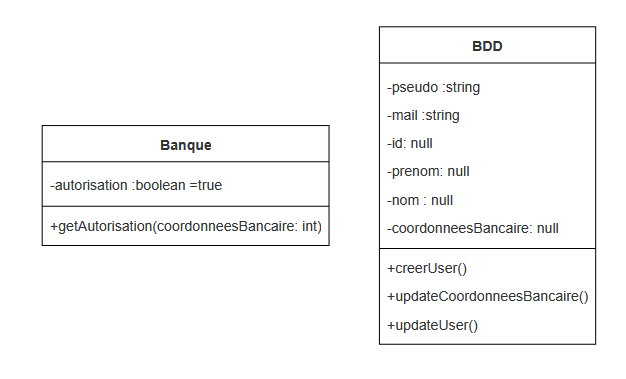 Banque
-autorisation :boolean =true
+getAutorisation(coordonneesBancaire: int)
BDD
-pseudo :string
-mail :string
-id: null
-prenom: null
-nom : null
-coordonneesBancaire: null
+creerUser()
+updateCoordonneesBancaire()
+updateUser()